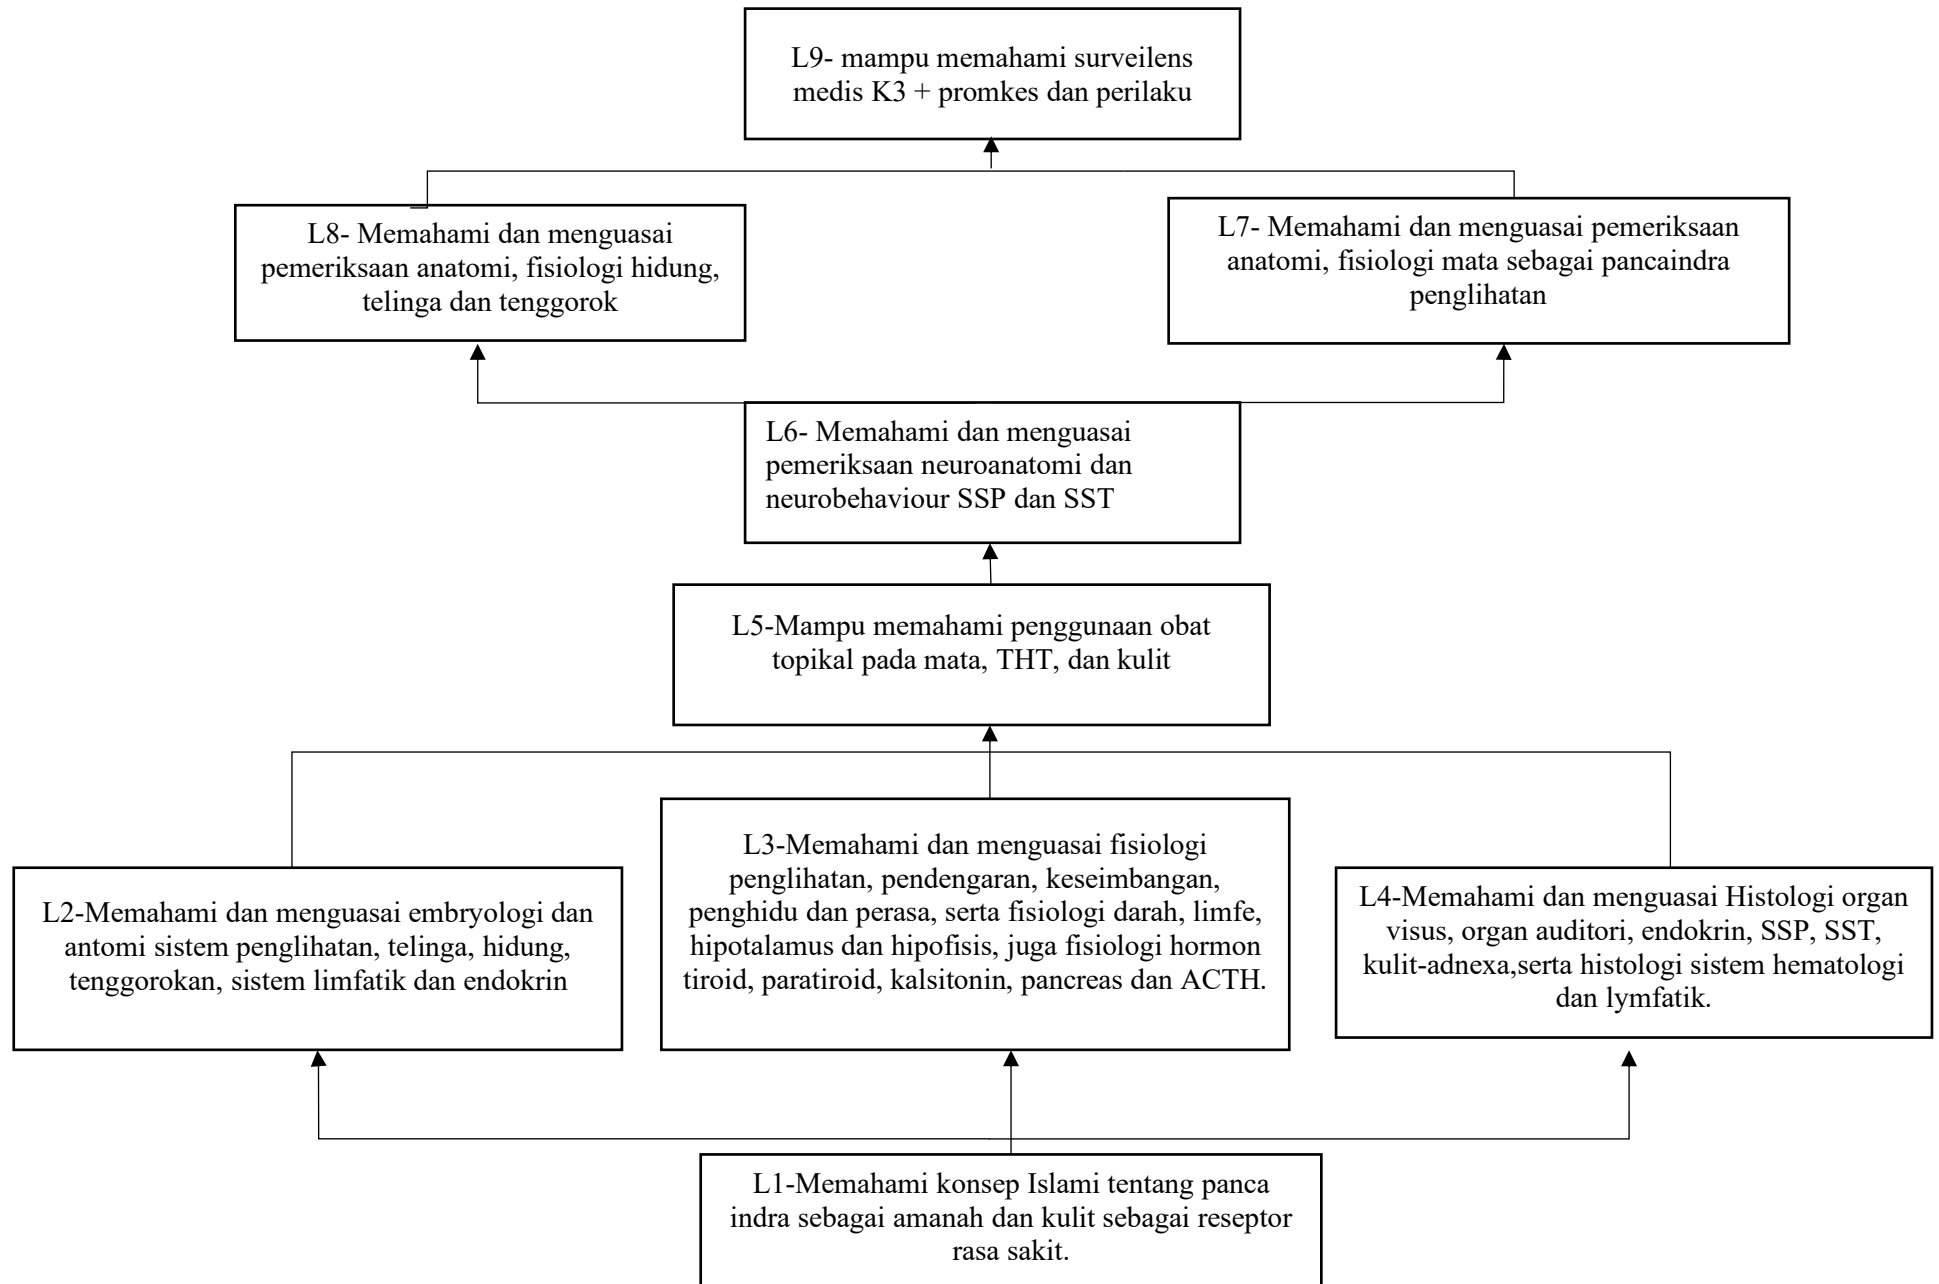 L9- mampu memahami surveilens
medis K3 + promkes dan perilaku
L8- Memahami dan menguasai
pemeriksaan anatomi, fisiologi hidung,
telinga dan tenggorok
L7- Memahami dan menguasai pemeriksaan
anatomi, fisiologi mata sebagai pancaindra
penglihatan
L6- Memahami dan menguasai
pemeriksaan neuroanatomi dan
neurobehaviour SSP dan SST
L5-Mampu memahami penggunaan obat
topikal pada mata, THT, dan kulit
L2-Memahami dan menguasai embryologi dan
antomi sistem penglihatan, telinga, hidung,
tenggorokan, sistem limfatik dan endokrin
L3-Memahami dan menguasai fisiologi
penglihatan, pendengaran, keseimbangan,
penghidu dan perasa, serta fisiologi darah, limfe,
hipotalamus dan hipofisis, juga fisiologi hormon
tiroid, paratiroid, kalsitonin, pancreas dan ACTH.
L4-Memahami dan menguasai Histologi organ
visus, organ auditori, endokrin, SSP, SST,
kulit-adnexa,serta histologi sistem hematologi
dan lymfatik.
L1-Memahami konsep Islami tentang panca
indra sebagai amanah dan kulit sebagai reseptor
rasa sakit.